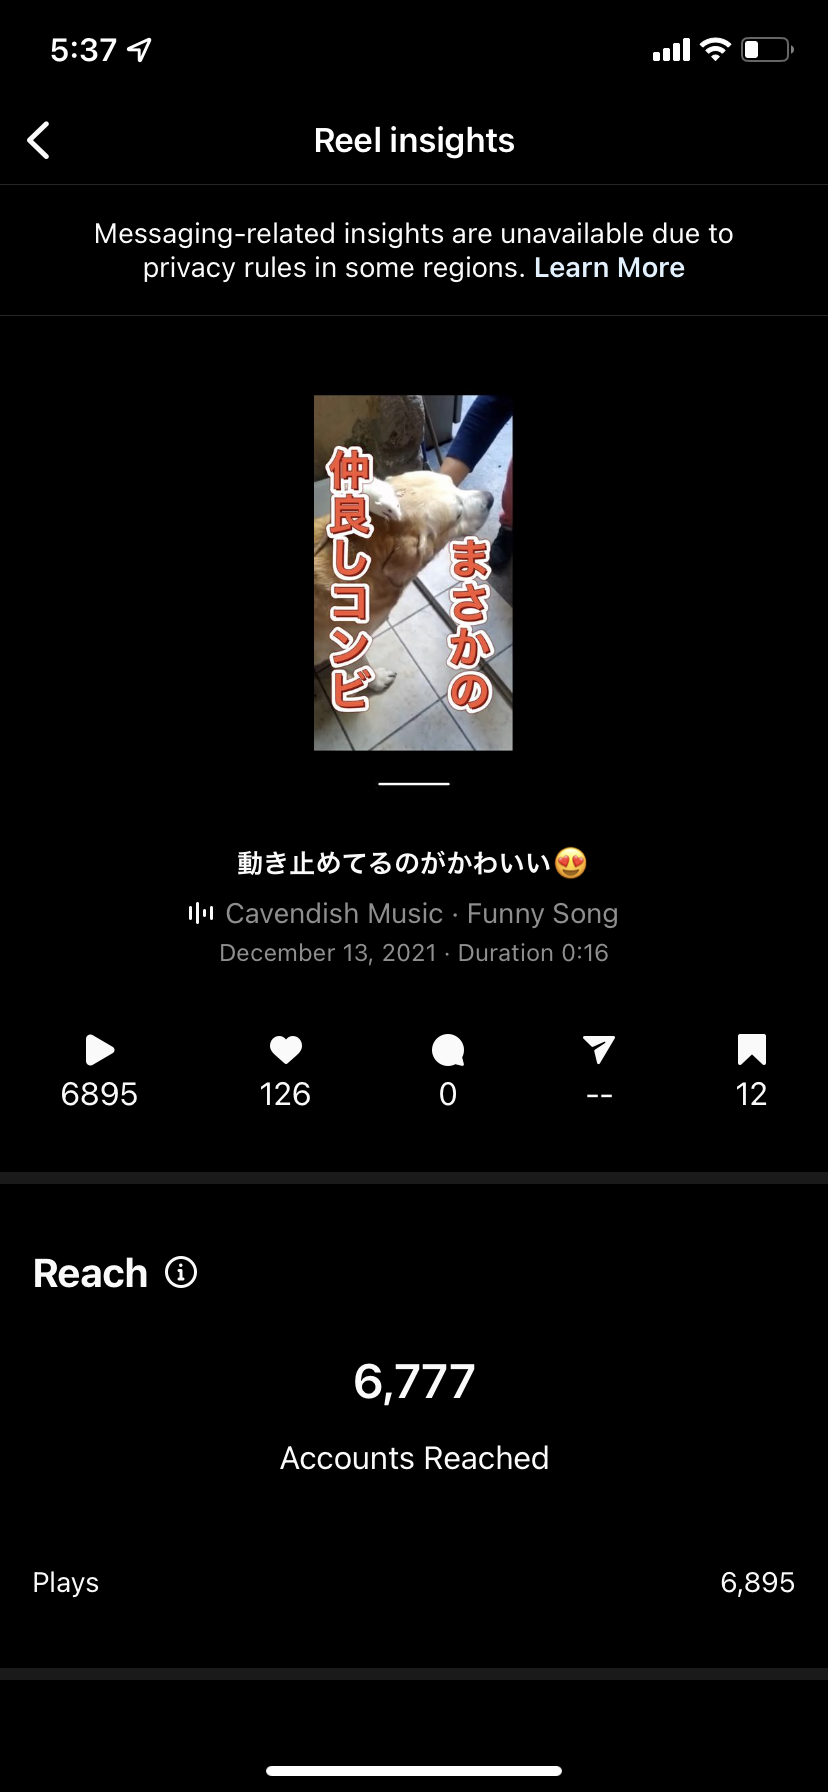 5:37
Reel insights
Messaging-related insights are unavailable due to
privacy rules in some regions. Learn More
まさかの
仲良しコンビ
動き止めてるのがかわいい😍
Cavendish Music · Funny Song
December 13, 2021 · Duration 0:16
6895 126 0 -- 12
Reach
6,777
Accounts Reached
Plays 6,895